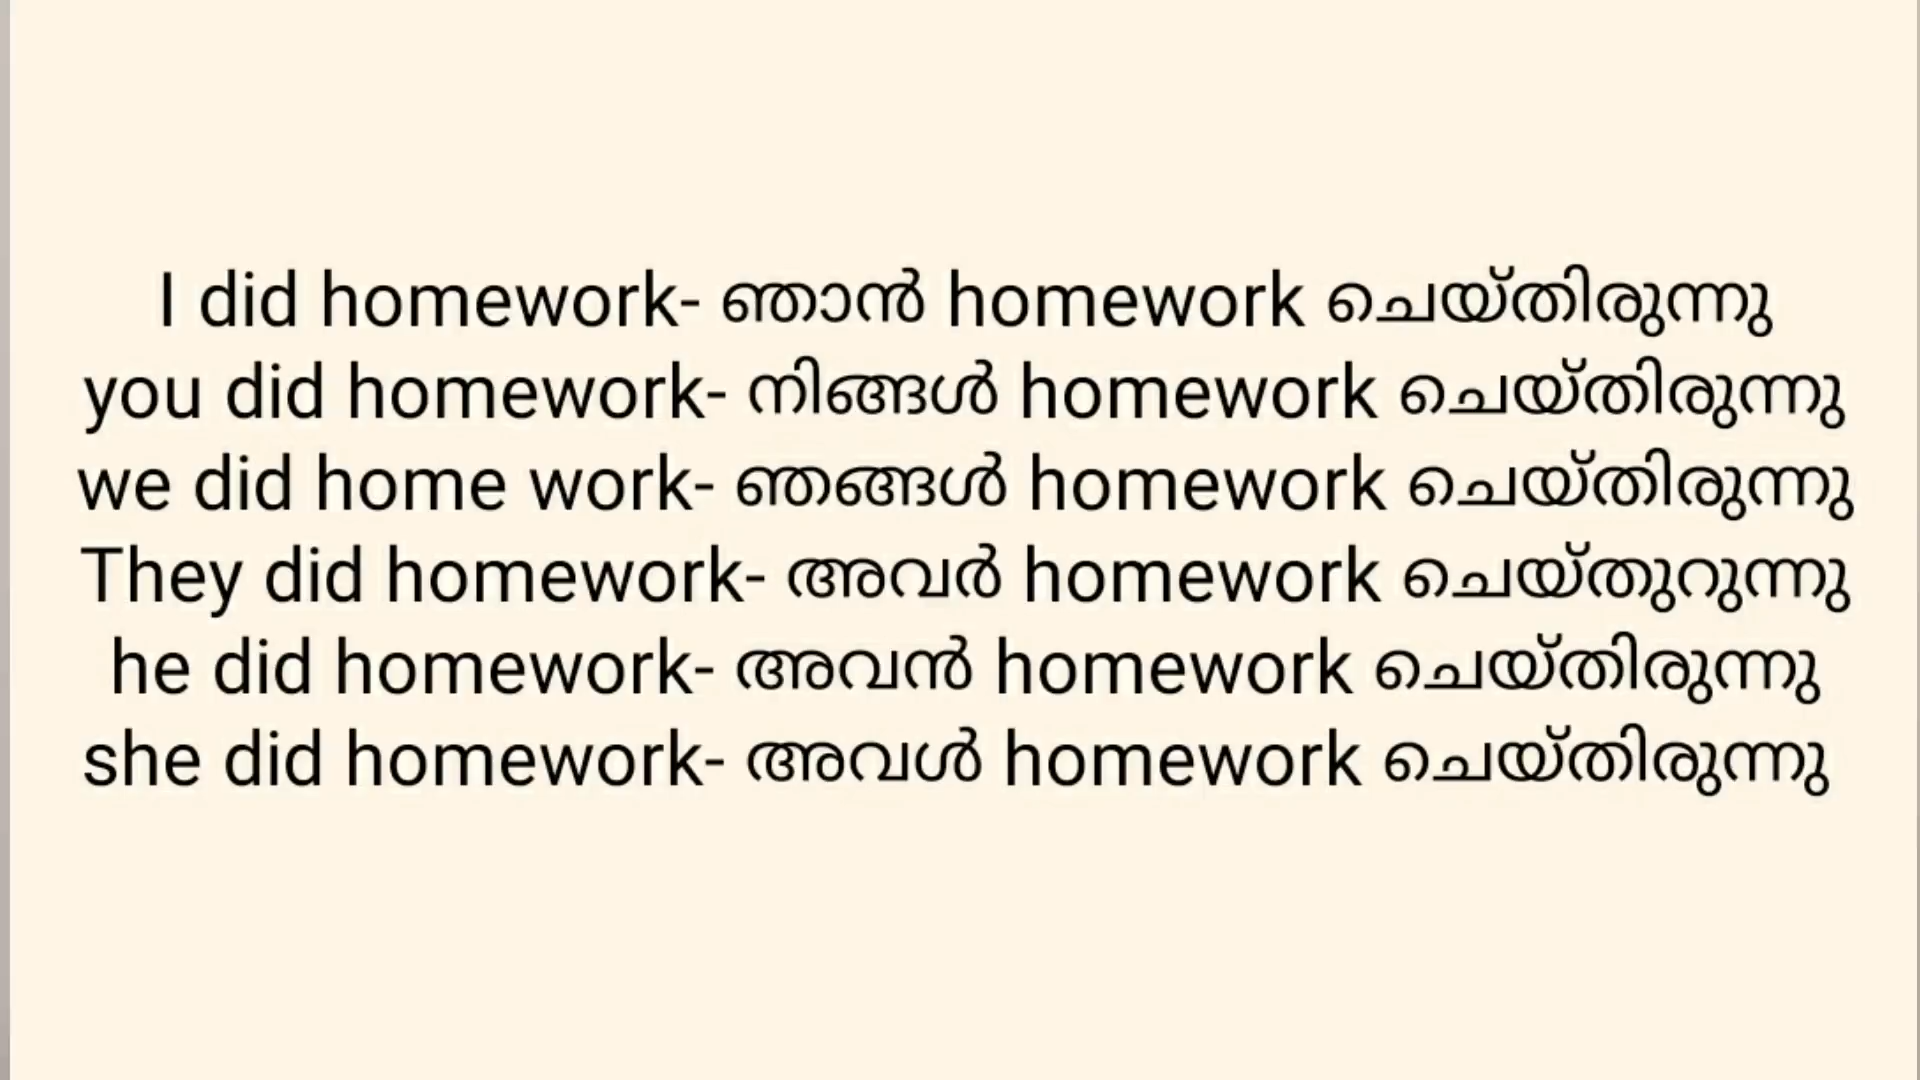 I did homework- ഞാൻ homework ചെയ്തിരുന്നു
you did homework- നിങ്ങൾ homework ചെയ്തിരുന്നു
we did home work- ഞങ്ങൾ homework ചെയ്തിരുന്നു
They did homework- അവർ homework ചെയ്തുറുന്നു
he did homework- അവൻ homework ചെയ്തിരുന്നു
she did homework- അവൾ homework ചെയ്തിരുന്നു